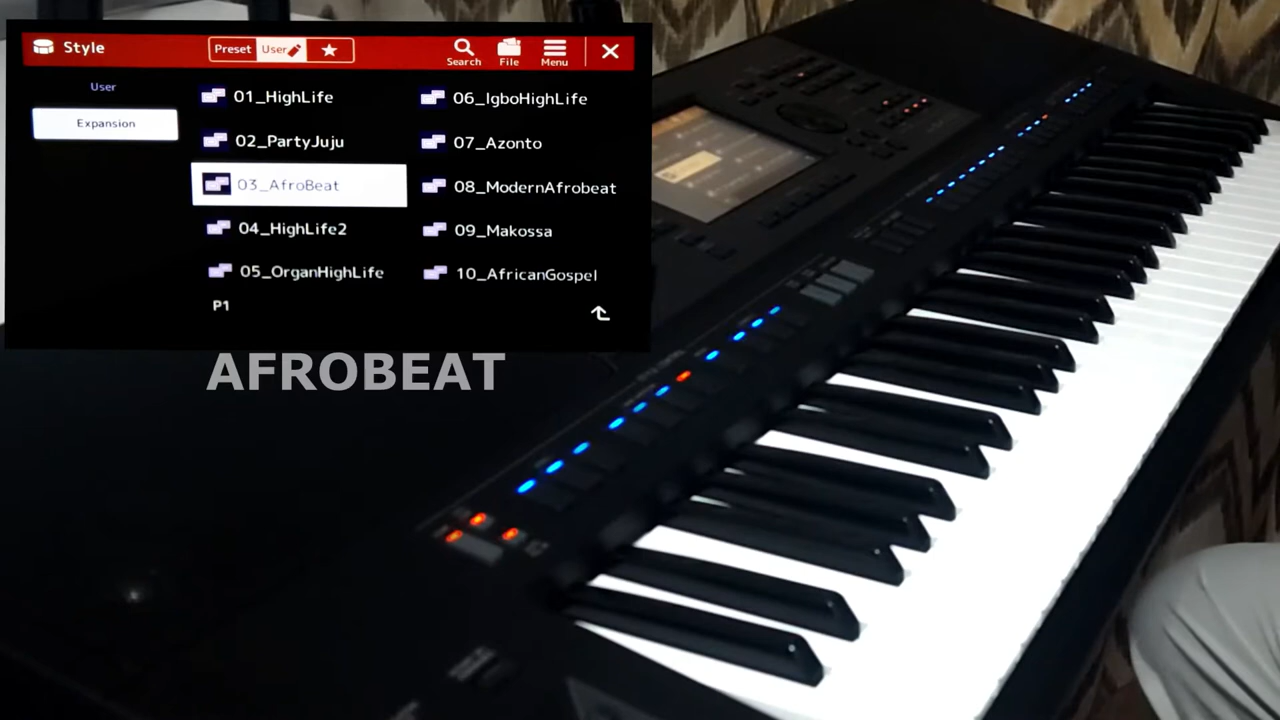 Style
Preset User ★
Search File Menu
User
Expansion
01_HighLife
02_PartyJuju
03_AfroBeat
04_HighLife2
05_OrganHighLife
06_IgboHighLife
07_Azonto
08_ModernAfrobeat
09_Makossa
10_AfricanGospel
P1
AFROBEAT